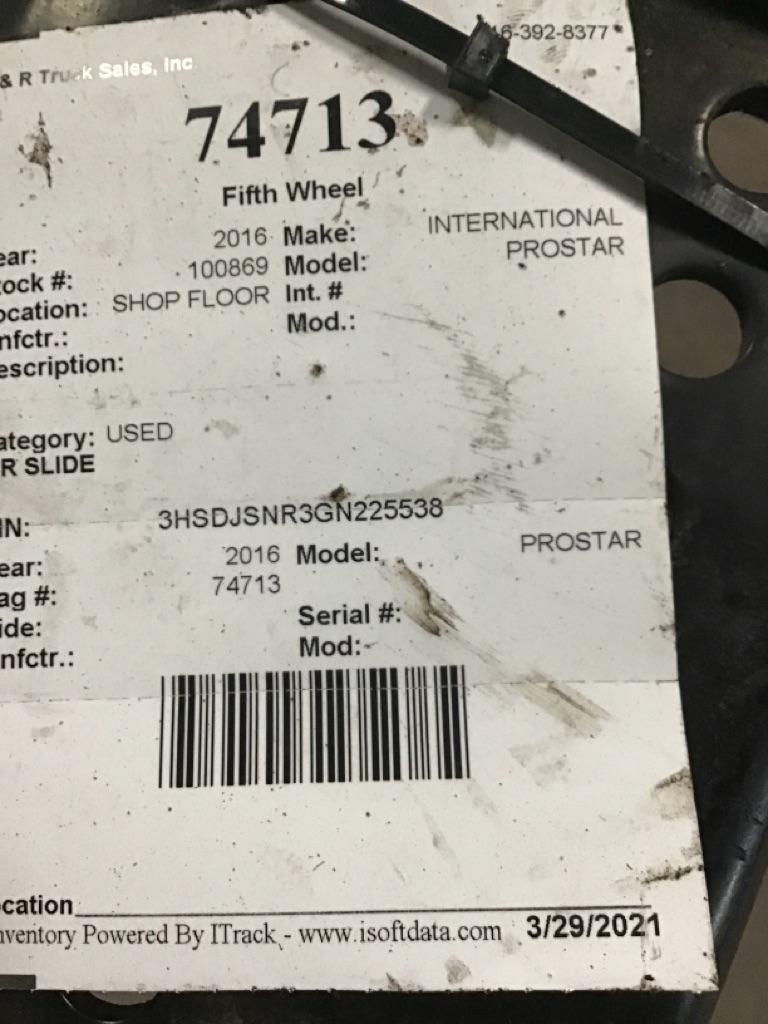 & R Truck Sales, Inc
6-392-8377
74713
Fifth Wheel
ear: 2016 Make: INTERNATIONAL
ock #: 100869 Model: PROSTAR
ocation: SHOP FLOOR Int. #
nfctr.: Mod.:
escription:
ategory: USED
R SLIDE
IN: 3HSDJSNR3GN225538
ear: 2016 Model: PROSTAR
ag #: 74713
ide: Serial #:
nfctr.: Mod:
cation
nventory Powered By ITrack - www.isoftdata.com 3/29/2021